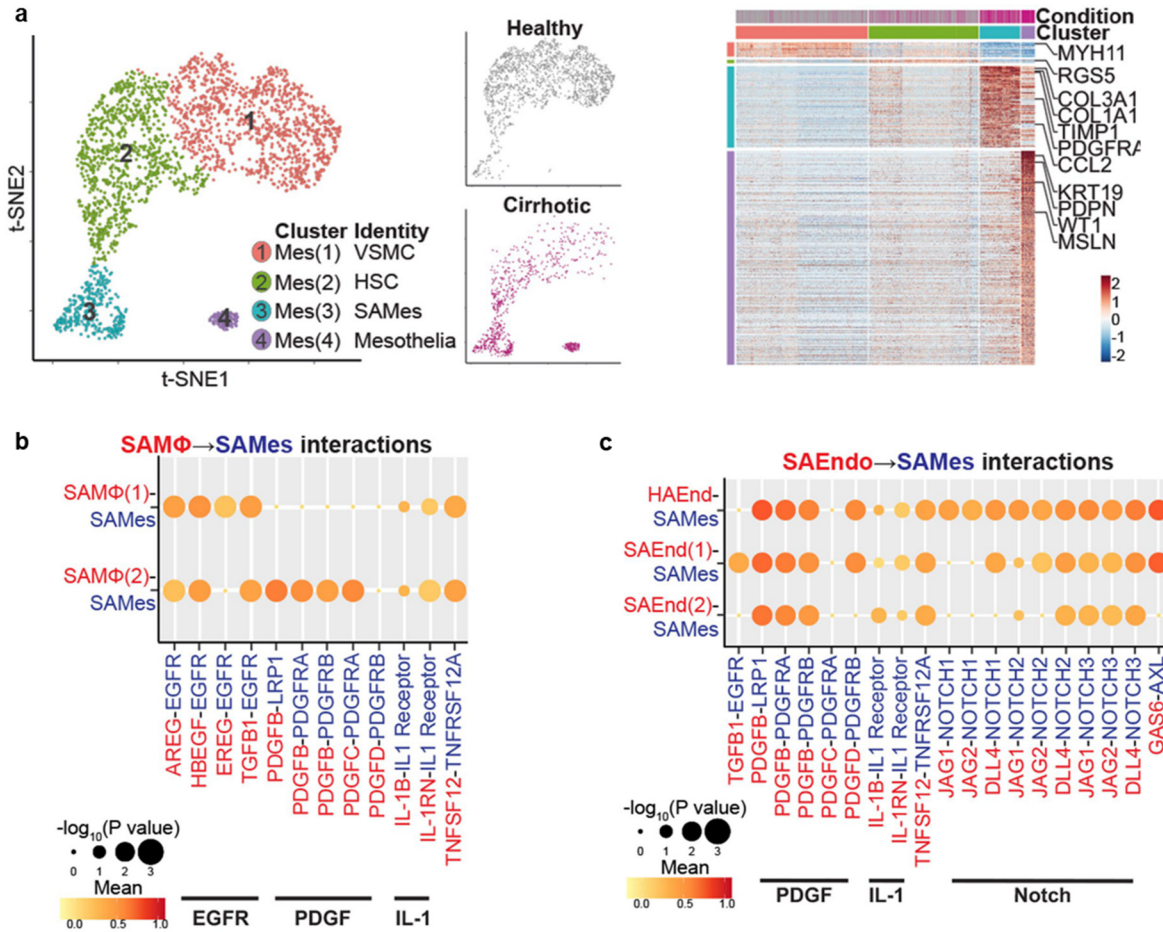 a
t-SNE2
t-SNE1
1
2
3
4
Cluster Identity
1 Mes(1) VSMC
2 Mes(2) HSC
3 Mes(3) SAMes
4 Mes(4) Mesothelia
Healthy
Cirrhotic
Condition
Cluster
MYH11
RGS5
COL3A1
COL1A1
TIMP1
PDGFRA
CCL2
KRT19
PDPN
WT1
MSLN
2
1
0
-1
-2
b
SAMΦ→SAMes interactions
SAMΦ(1)-
SAMes
SAMΦ(2)-
SAMes
AREG-EGFR
HBEGF-EGFR
EREG-EGFR
TGFB1-EGFR
PDGFB-LRP1
PDGFB-PDGFRA
PDGFB-PDGFRB
PDGFC-PDGFRA
PDGFD-PDGFRB
IL-1B-IL1 Receptor
IL-1RN-IL1 Receptor
TNFSF12-TNFRSF12A
-log10(P value)
0 1 2 3
Mean
0.0 0.5 1.0
EGFR
PDGF
IL-1
c
SAEndo→SAMes interactions
HAEnd-
SAMes
SAEnd(1)-
SAMes
SAEnd(2)-
SAMes
TGFB1-EGFR
PDGFB-LRP1
PDGFB-PDGFRA
PDGFB-PDGFRB
PDGFC-PDGFRA
PDGFD-PDGFRB
IL-1B-IL1 Receptor
IL-1RN-IL1 Receptor
TNFSF12-TNFRSF12A
JAG1-NOTCH1
JAG2-NOTCH1
DLL4-NOTCH1
JAG1-NOTCH2
JAG2-NOTCH2
DLL4-NOTCH2
JAG1-NOTCH3
JAG2-NOTCH3
DLL4-NOTCH3
GAS6-AXL
-log10(P value)
0 1 2 3
Mean
0.0 0.5 1.0
PDGF
IL-1
Notch